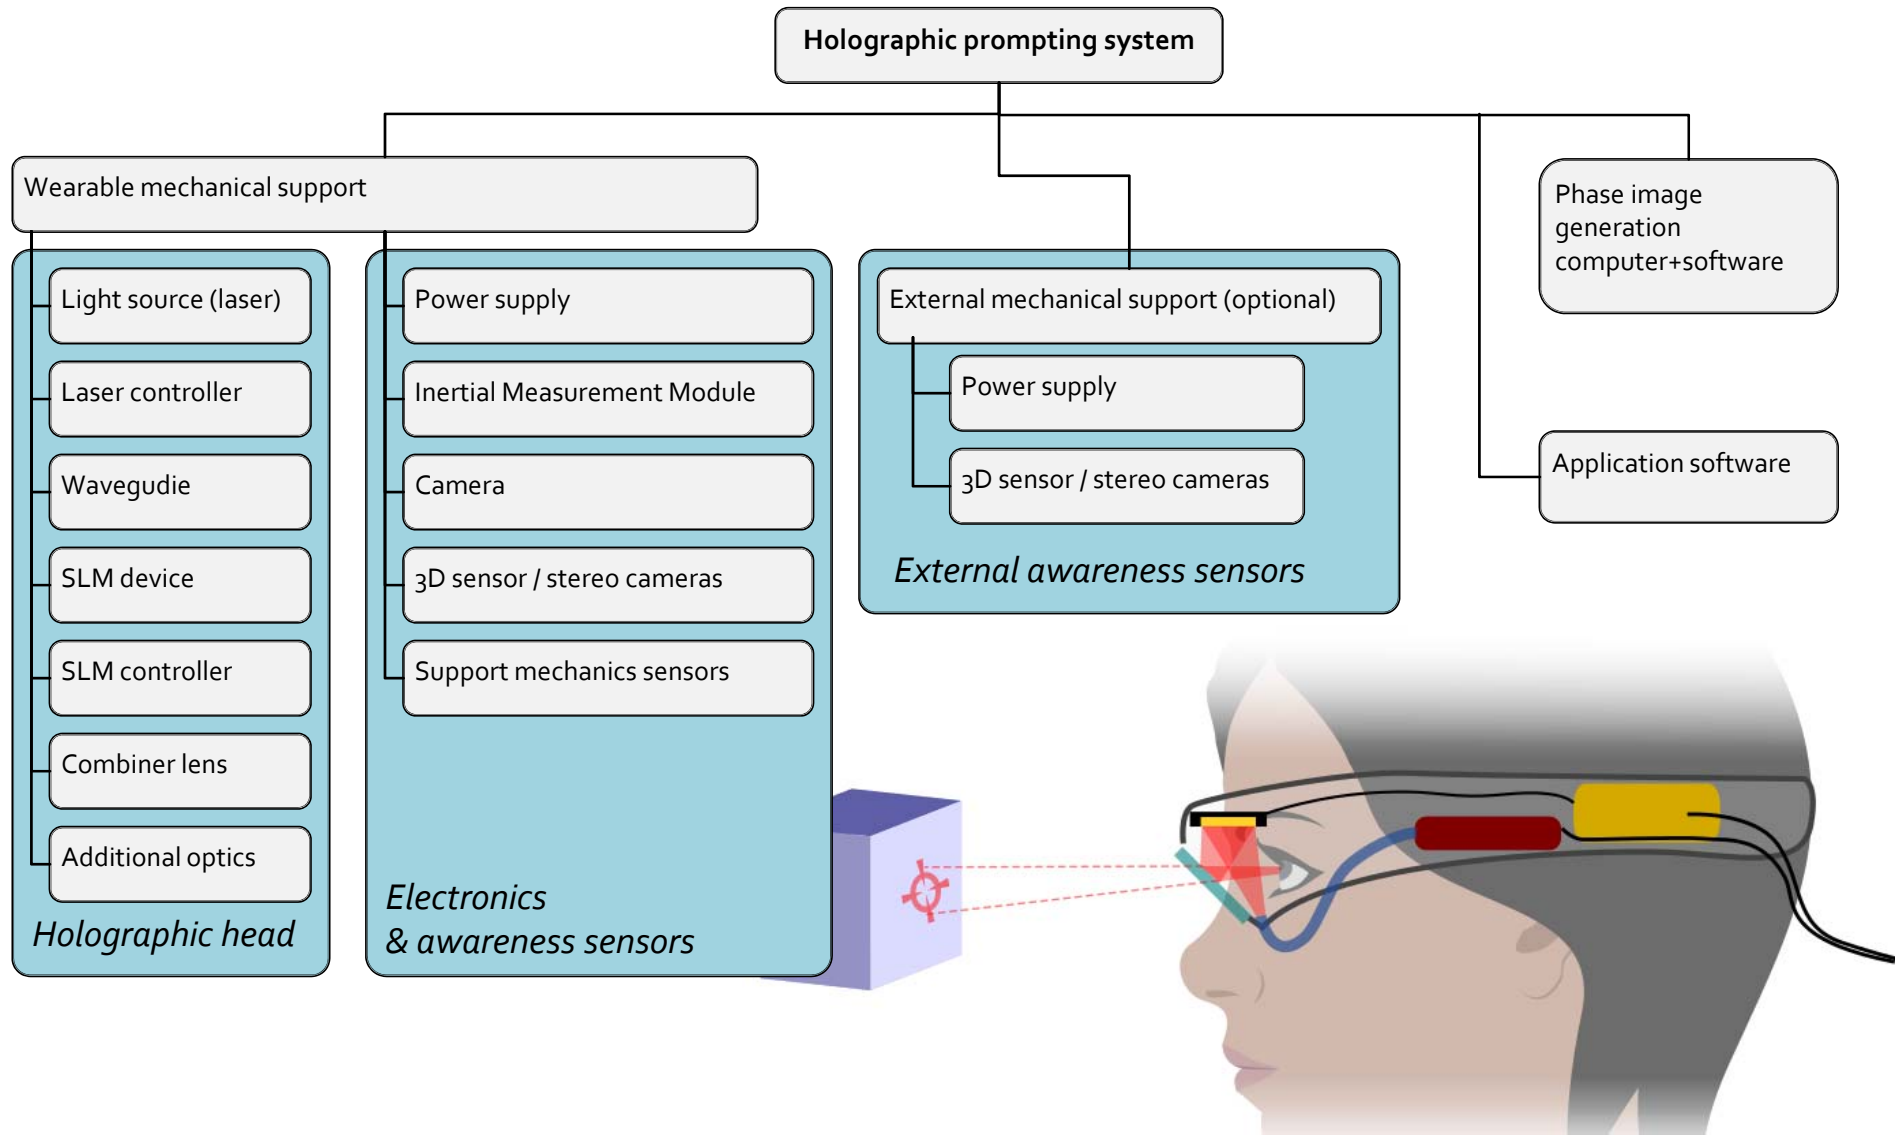 Holographic prompting system
Wearable mechanical support
Light source (laser)
Laser controller
Wavegudie
SLM device
SLM controller
Combiner lens
Additional optics
Holographic head
Power supply
Inertial Measurement Module
Camera
3D sensor / stereo cameras
Support mechanics sensors
Electronics
& awareness sensors
External mechanical support (optional)
Power supply
3D sensor / stereo cameras
External awareness sensors
Phase image
generation
computer+software
Application software